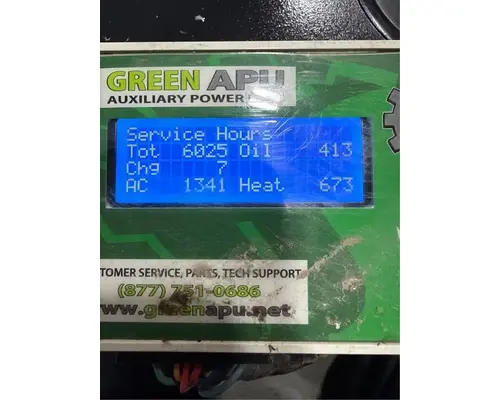 GREEN APU
AUXILIARY POWER
Service Hours
Tot 6025 Oil 413
Chg 7
AC 1341 Heat 673
TOMER SERVICE, PARTS, TECH SUPPORT
(877) 751-0686
www.greenapu.net